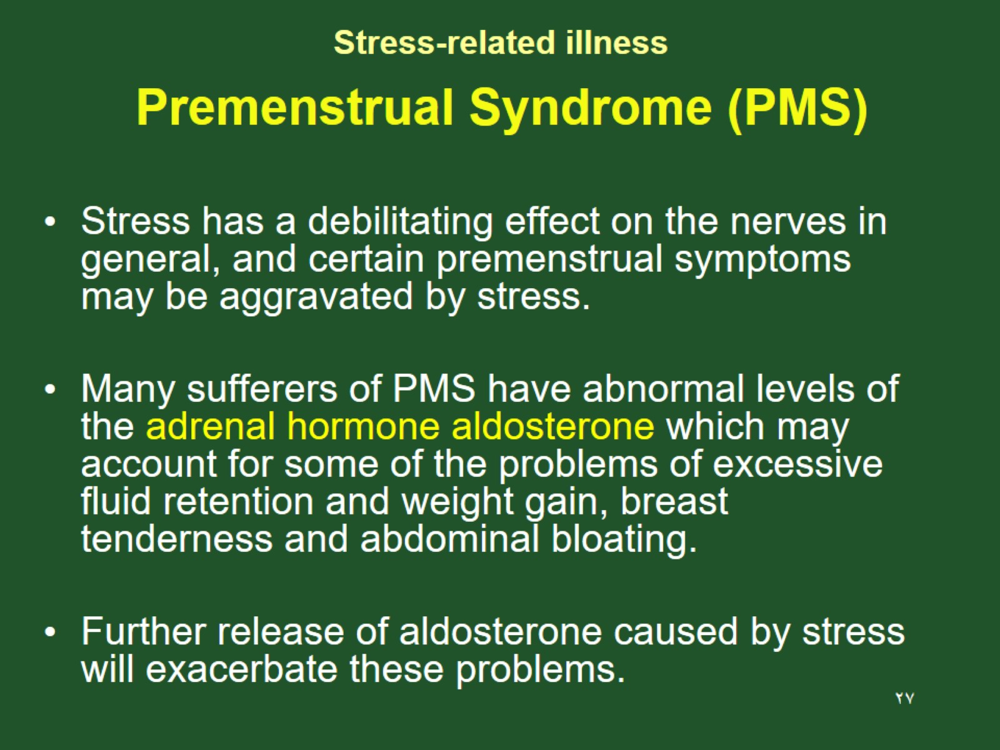 Stress-related illness
Premenstrual Syndrome (PMS)
• Stress has a debilitating effect on the nerves in
general, and certain premenstrual symptoms
may be aggravated by stress.
• Many sufferers of PMS have abnormal levels of
the adrenal hormone aldosterone which may
account for some of the problems of excessive
fluid retention and weight gain, breast
tenderness and abdominal bloating.
• Further release of aldosterone caused by stress
will exacerbate these problems.
٢٧